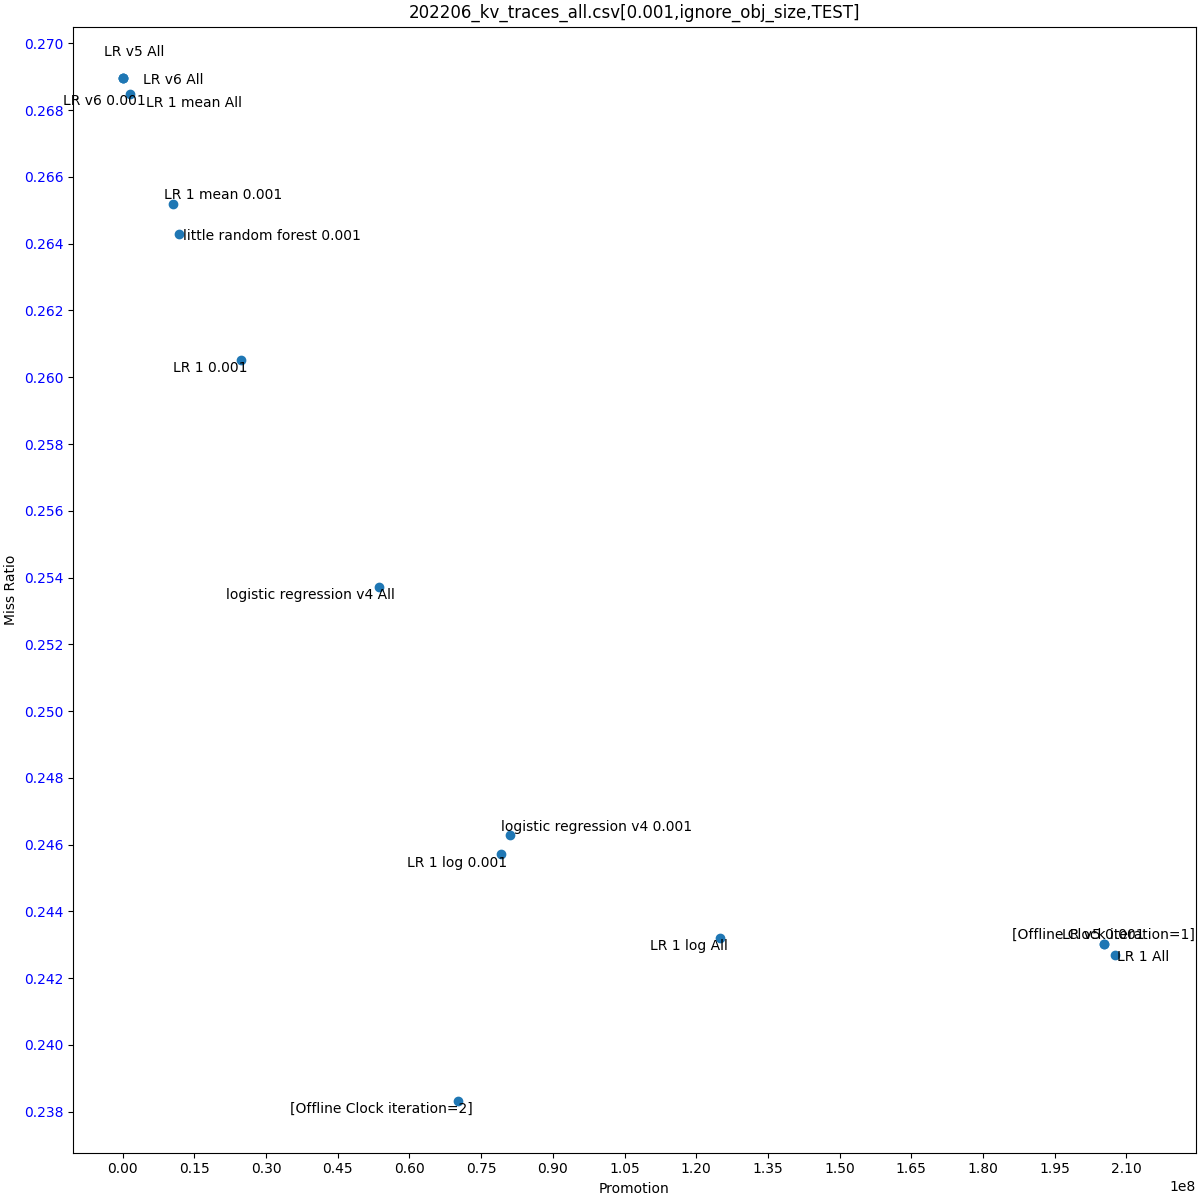 202206_kv_traces_all.csv[0.001,ignore_obj_size,TEST]
0.270
LR v5 All
LR v6 All
LR v6 0.001
LR 1 mean All
0.268
0.266
LR 1 mean 0.001
little random forest 0.001
0.264
0.262
LR 1 0.001
0.260
0.258
0.256
Miss Ratio
0.254
logistic regression v4 All
0.252
0.250
0.248
logistic regression v4 0.001
0.246
LR 1 log 0.001
0.244
[Offline Clock iteration=1]
LR v5 0.001
LR 1 log All
LR 1 All
0.242
0.240
[Offline Clock iteration=2]
0.238
0.00 0.15 0.30 0.45 0.60 0.75 0.90 1.05 1.20 1.35 1.50 1.65 1.80 1.95 2.10
1e8
Promotion